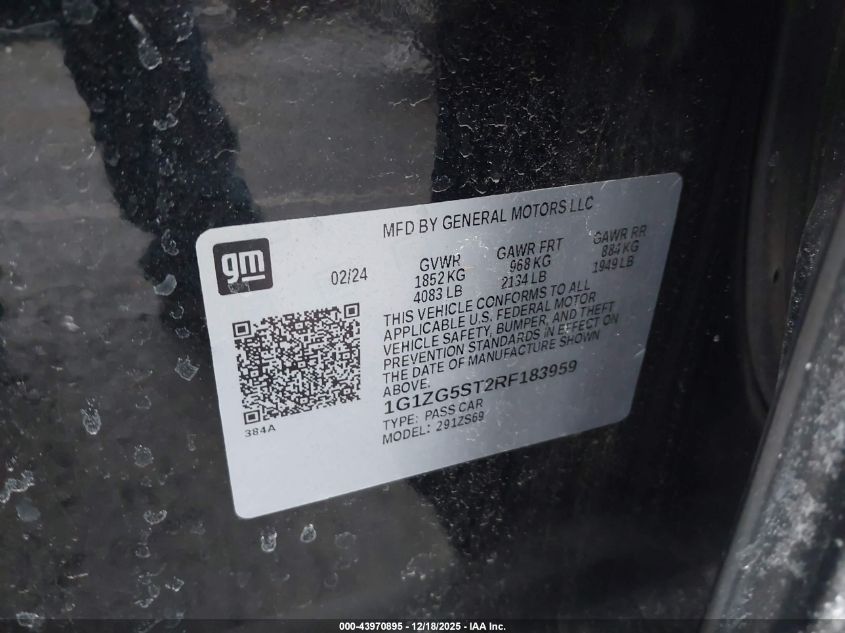 MFD BY GENERAL MOTORS LLC
gm
02/24
GVWR GAWR FRT GAWR RR
1852 KG 968 KG 884 KG
4083 LB 2134 LB 1949 LB
THIS VEHICLE CONFORMS TO ALL
APPLICABLE U.S. FEDERAL MOTOR
VEHICLE SAFETY, BUMPER, AND THEFT
PREVENTION STANDARDS IN EFFECT ON
THE DATE OF MANUFACTURE SHOWN
ABOVE.
1G1ZG5ST2RF183959
TYPE: PASS CAR
MODEL: 291ZS69
384A
000-43970895 - 12/18/2025 - IAA Inc.